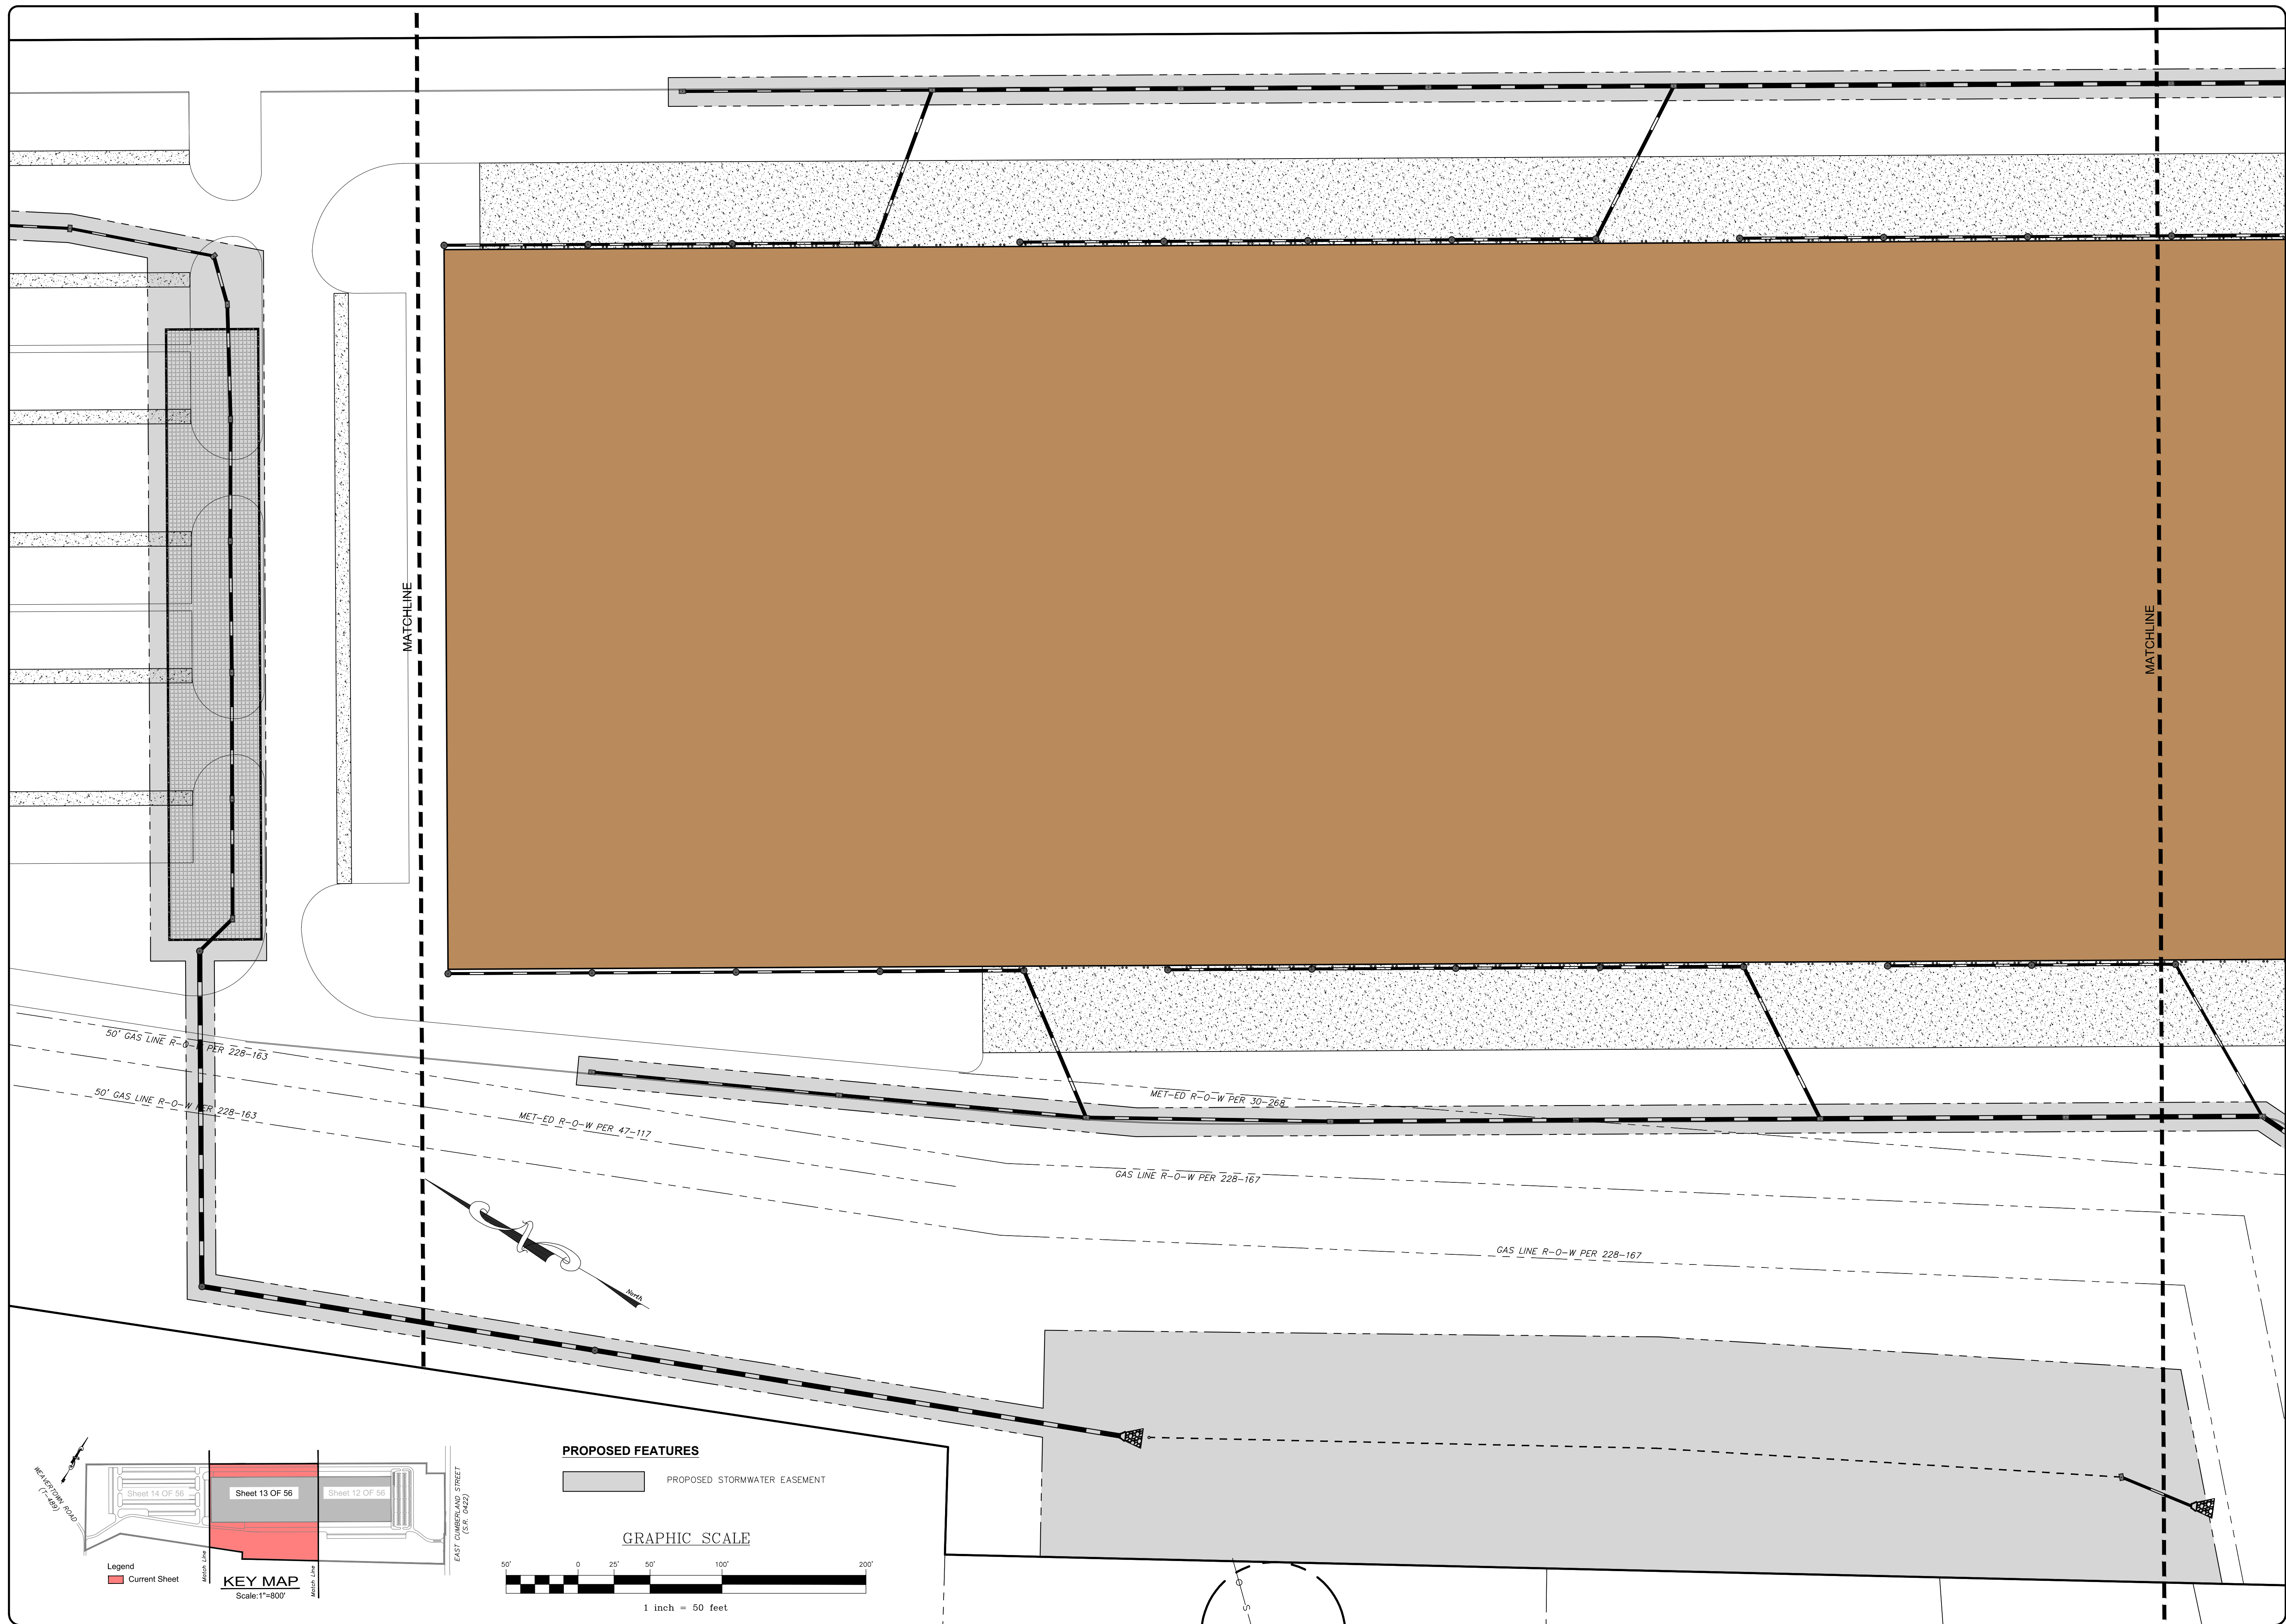 MATCHLINE
MATCHLINE
50' GAS LINE R-O-W PER 228-163
50' GAS LINE R-O-W PER 228-163
MET-ED R-O-W PER 47-117
MET-ED R-O-W PER 30-268
GAS LINE R-O-W PER 228-167
GAS LINE R-O-W PER 228-167
North
WEAVERTOWN ROAD
(T-489)
Sheet 14 OF 56
Sheet 13 OF 56
Sheet 12 OF 56
EAST CUMBERLAND STREET
(S.R. 0422)
Legend
Current Sheet
Match Line
KEY MAP
Scale:1"=800'
Match Line
PROPOSED FEATURES
PROPOSED STORMWATER EASEMENT
GRAPHIC SCALE
50' 0 25' 50' 100' 200'
1 inch = 50 feet
S